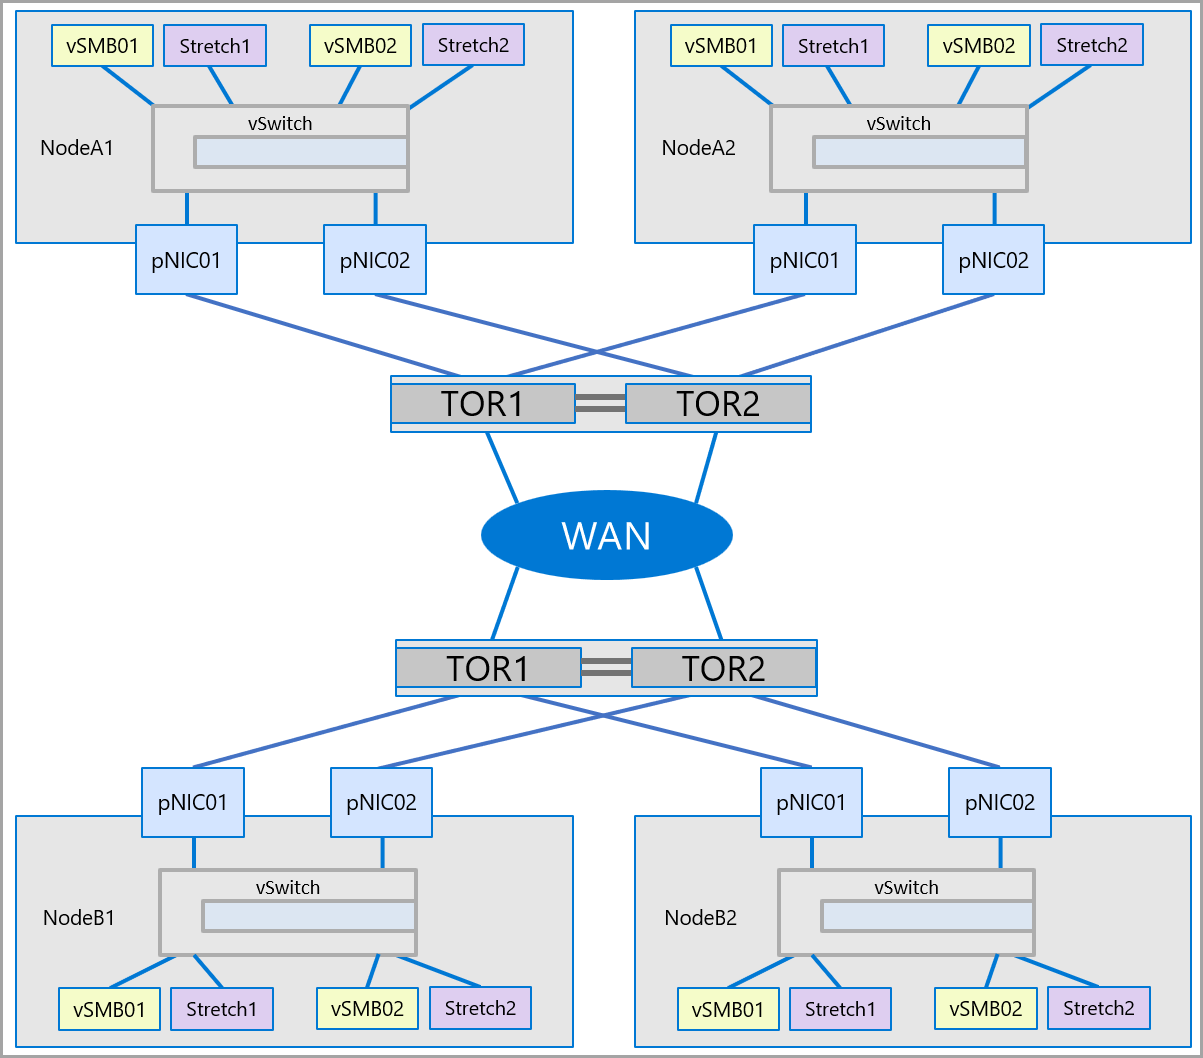 vSMB01 Stretch1 vSMB02 Stretch2
vSwitch
NodeA1
pNIC01 pNIC02
vSMB01 Stretch1 vSMB02 Stretch2
vSwitch
NodeA2
pNIC01 pNIC02
TOR1 TOR2
WAN
TOR1 TOR2
pNIC01 pNIC02
vSwitch
NodeB1
vSMB01 Stretch1 vSMB02 Stretch2
pNIC01 pNIC02
vSwitch
NodeB2
vSMB01 Stretch1 vSMB02 Stretch2